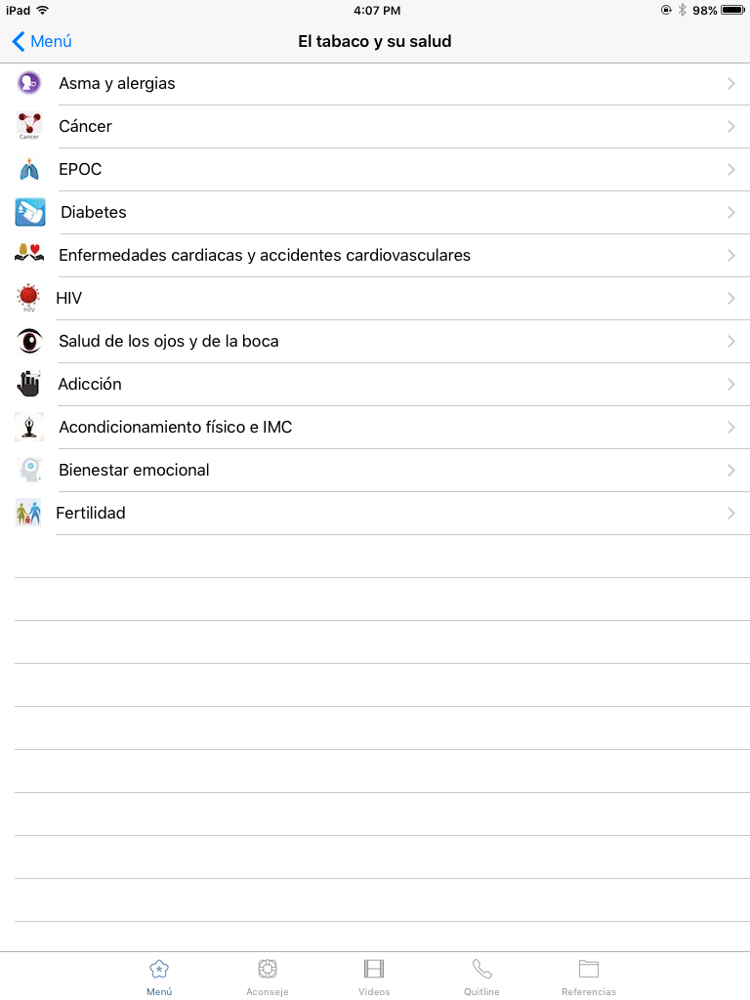 iPad 4:07 PM 98%
Menú El tabaco y su salud
Asma y alergias
Cáncer
Cancer
EPOC
Diabetes
Enfermedades cardiacas y accidentes cardiovasculares
HIV
HIV
Salud de los ojos y de la boca
Adicción
Acondicionamiento físico e IMC
Bienestar emocional
Fertilidad
Menú Aconseje Videos Quitline Referencias